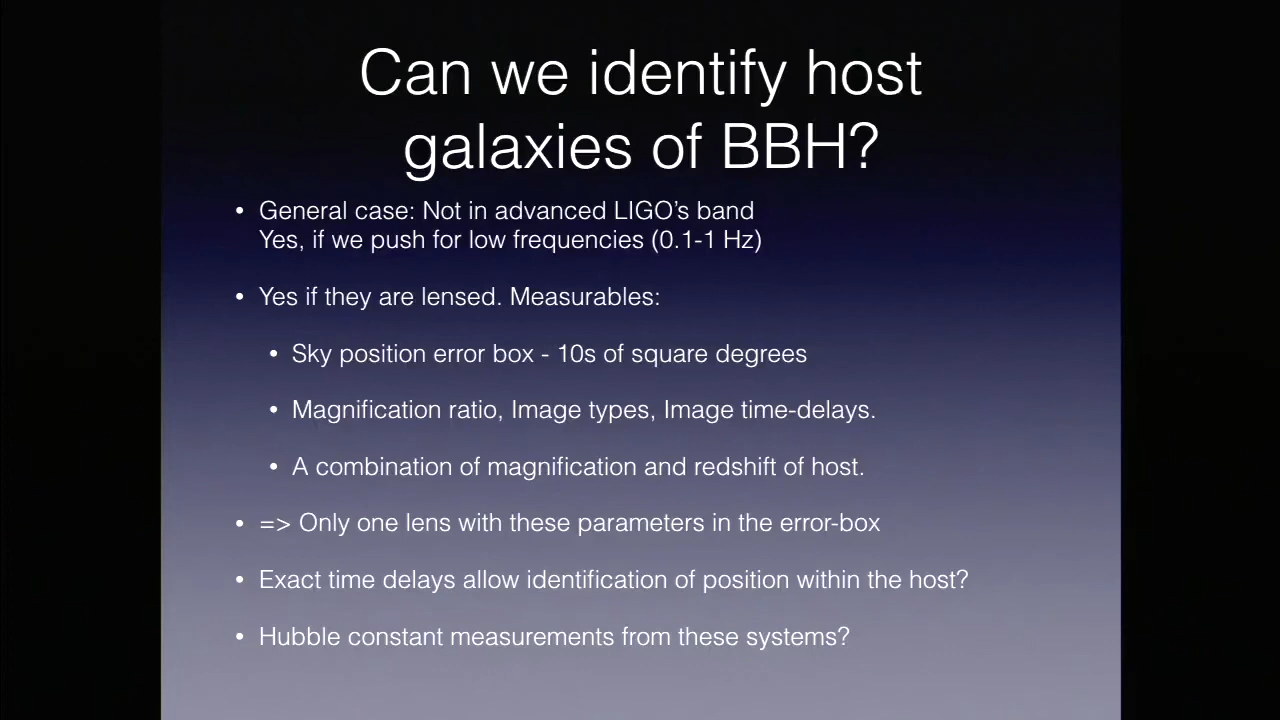 Can we identify host
galaxies of BBH?
• General case: Not in advanced LIGO’s band
Yes, if we push for low frequencies (0.1-1 Hz)
• Yes if they are lensed. Measurables:
• Sky position error box - 10s of square degrees
• Magnification ratio, Image types, Image time-delays.
• A combination of magnification and redshift of host.
• => Only one lens with these parameters in the error-box
• Exact time delays allow identification of position within the host?
• Hubble constant measurements from these systems?